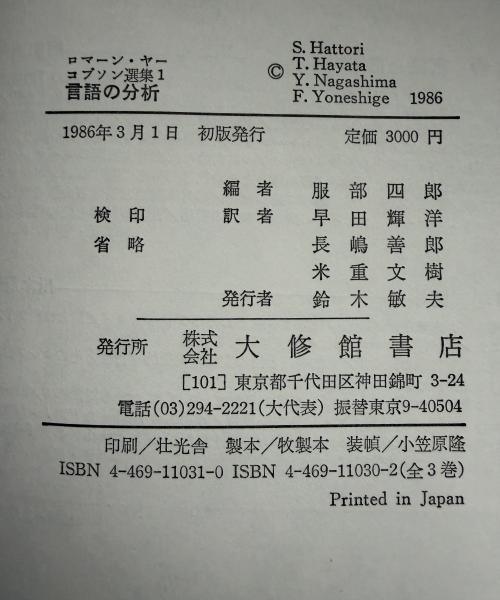 ロマーン・ヤー
コブソン選集1
言語の分析
© S. Hattori
T. Hayata
Y. Nagashima
F. Yoneshige 1986
1986年3月1日 初版発行 定価 3000 円
編者 服部四郎
検印 訳者 早田輝洋
省略 長嶋善郎
米重文樹
発行者 鈴木敏夫
発行所 株式会社 大修館書店
[101] 東京都千代田区神田錦町 3-24
電話(03)294-2221(大代表) 振替東京9-40504
印刷/壮光舎 製本/牧製本 装幀/小笠原隆
ISBN 4-469-11031-0 ISBN 4-469-11030-2(全3巻)
Printed in Japan